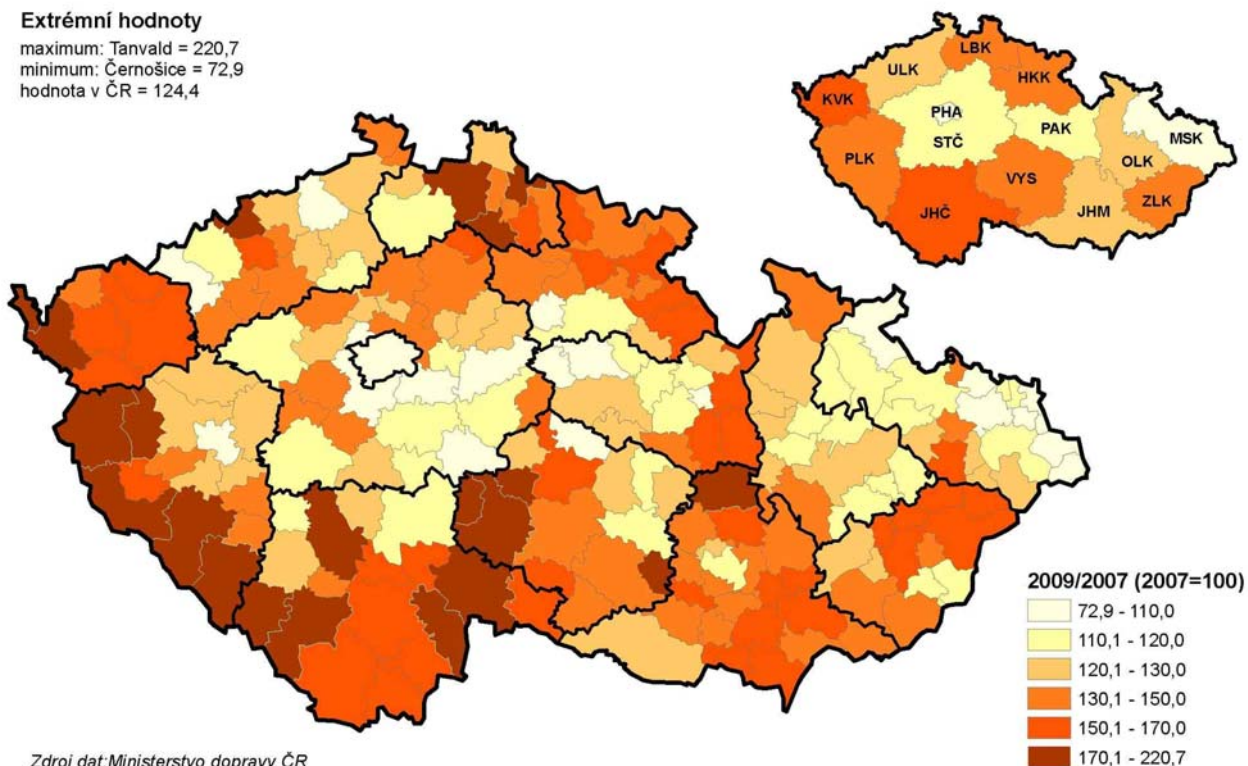 Extrémní hodnoty
maximum: Tanvald = 220,7
minimum: Černošice = 72,9
hodnota v ČR = 124,4
LBK
ULK
HKK
KVK
PHA
PAK
MSK
STČ
PLK
OLK
VYS
ZLK
JHČ
JHM
2009/2007 (2007=100)
72,9 - 110,0
110,1 - 120,0
120,1 - 130,0
130,1 - 150,0
150,1 - 170,0
170,1 - 220,7
Zdroj dat:Ministerstvo dopravy ČR